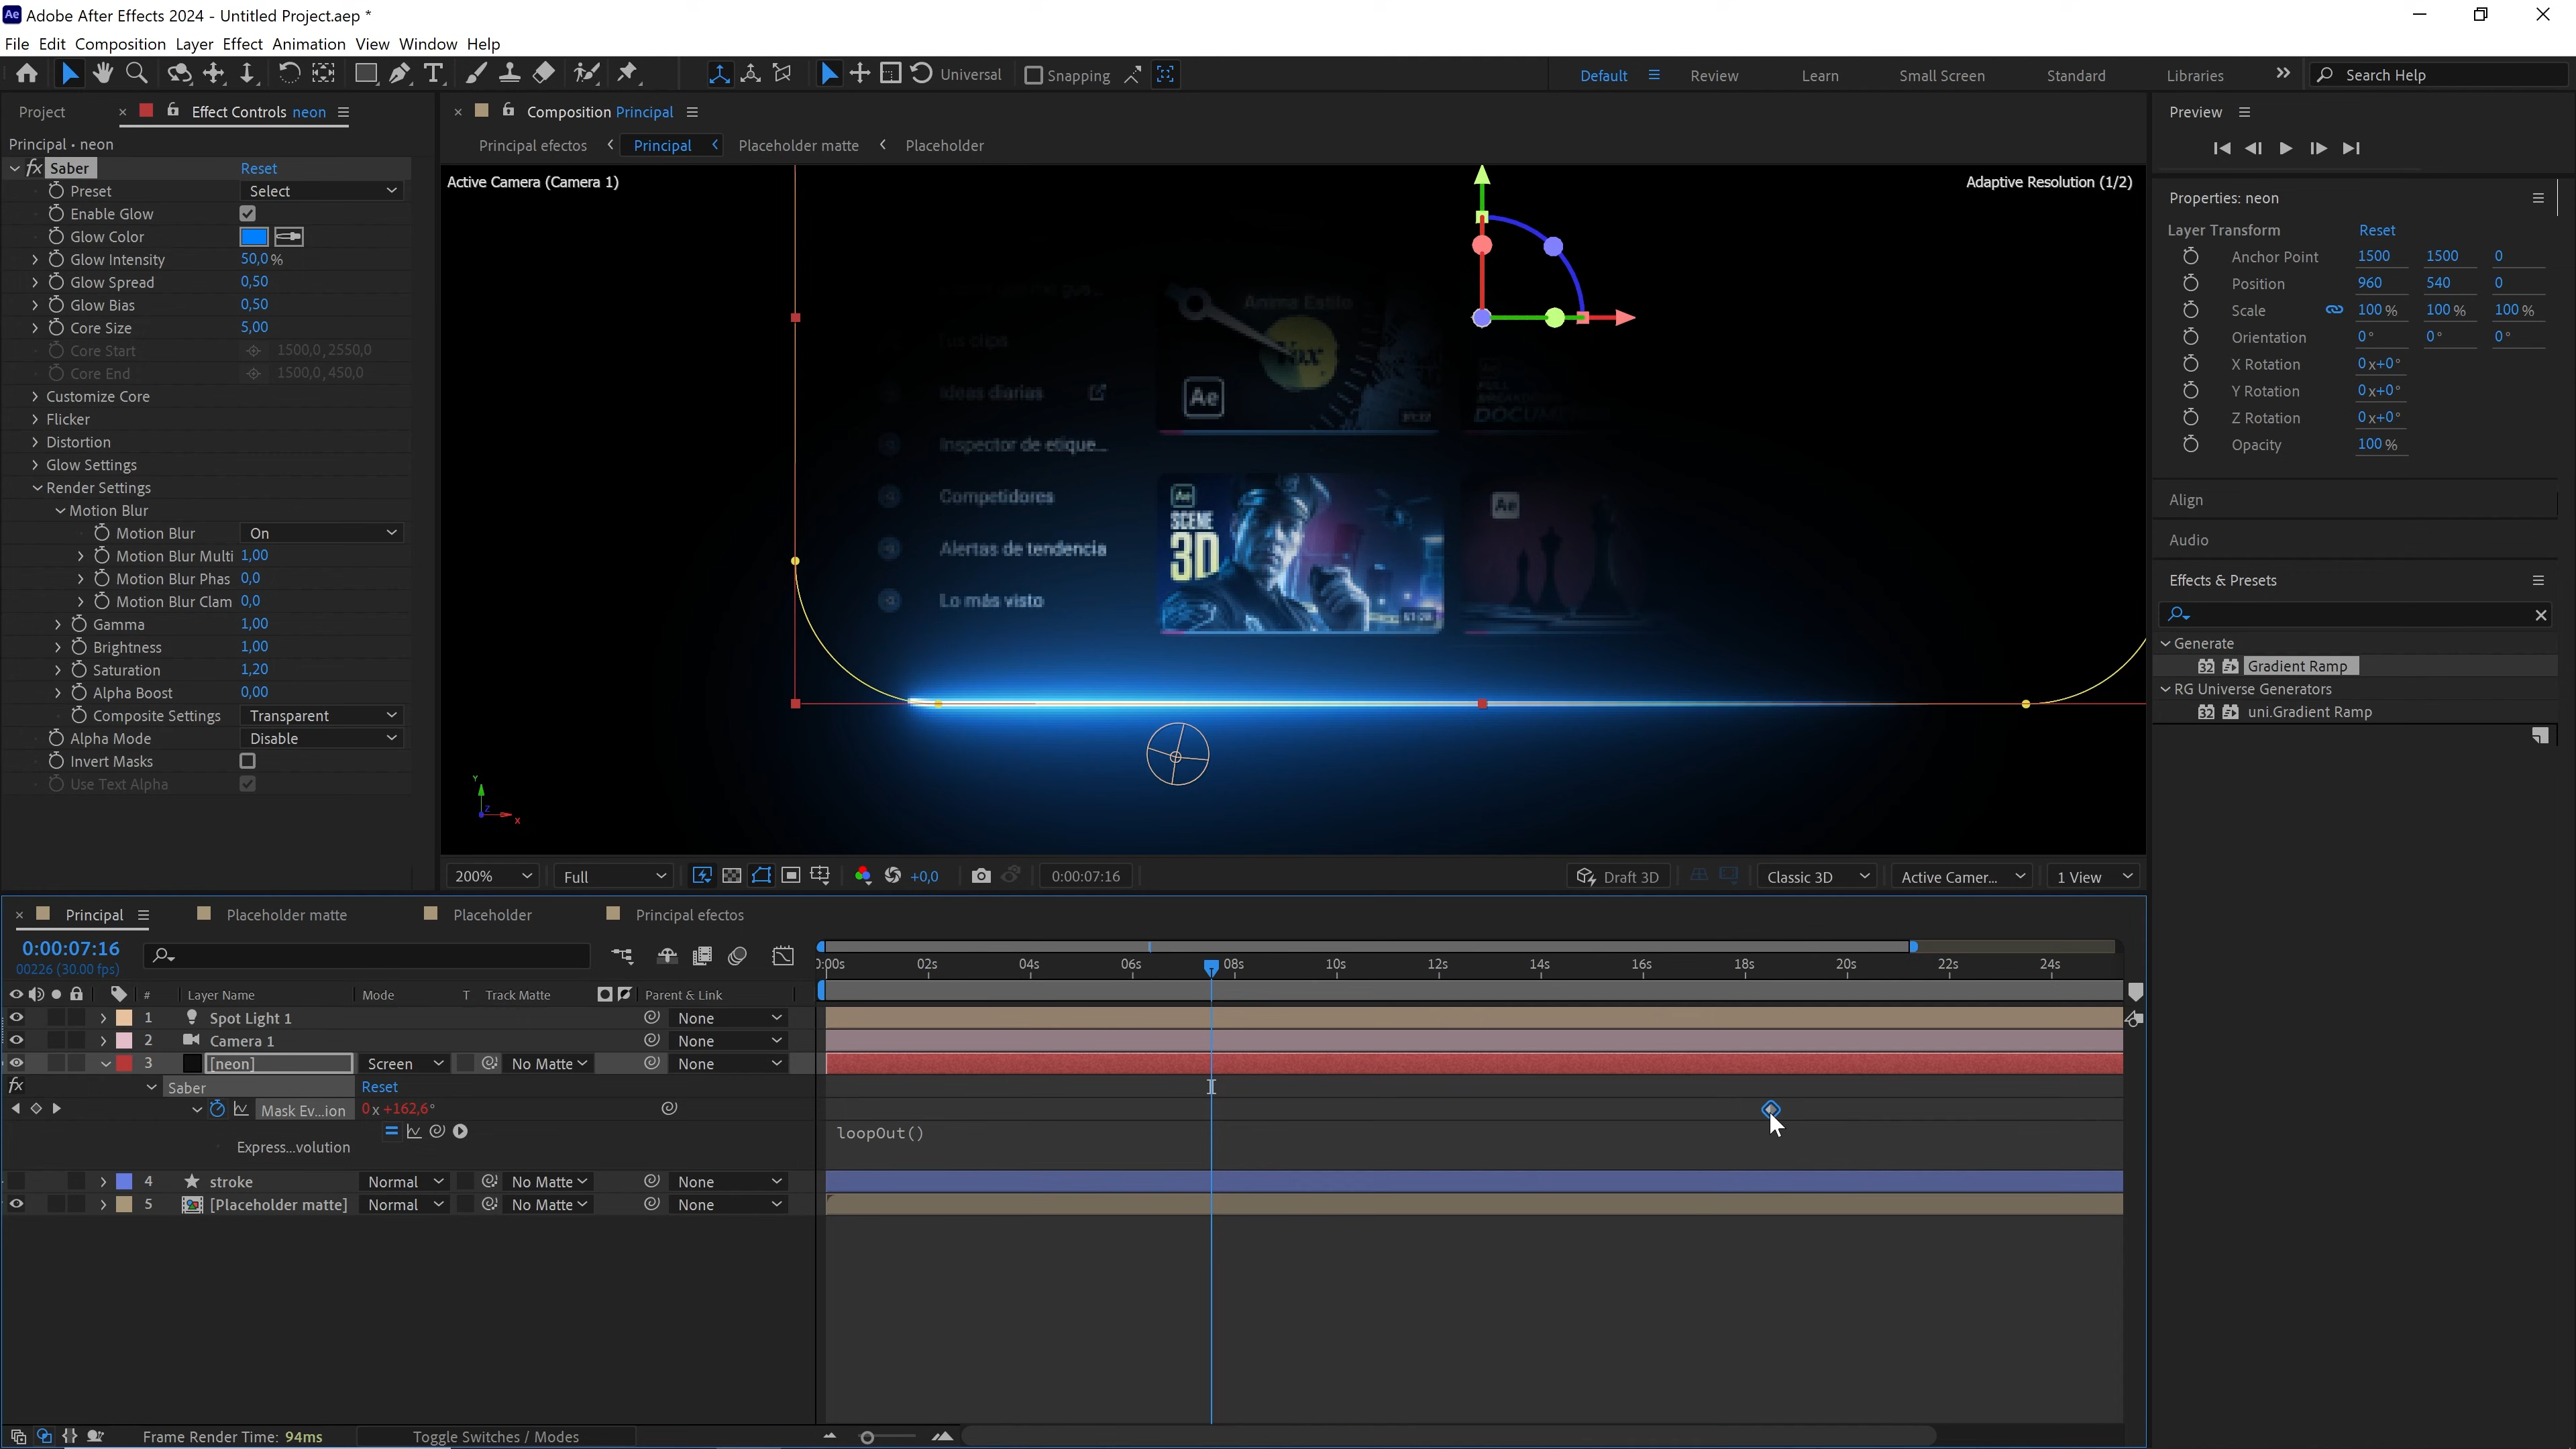 Adobe After Effects 2024 - Untitled Project.aep *
File Edit Composition Layer Effect Animation View Window Help
Universal Snapping Default Review Learn Small Screen Standard Libraries Search Help
Project Effect Controls neon
Principal • neon
Saber Reset
Preset Select
Enable Glow
Glow Color
Glow Intensity 50,0 %
Glow Spread 0,50
Glow Bias 0,50
Core Size 5,00
Core Start 1500,0, 2550,0
Core End 1500,0, 450,0
Customize Core
Flicker
Distortion
Glow Settings
Render Settings
Motion Blur
Motion Blur On
Motion Blur Multi 1,00
Motion Blur Phas 0,0
Motion Blur Clam 0,0
Gamma 1,00
Brightness 1,00
Saturation 1,20
Alpha Boost 0,00
Composite Settings Transparent
Alpha Mode Disable
Invert Masks
Use Text Alpha
Composition Principal
Principal efectos Principal Placeholder matte Placeholder
Active Camera (Camera 1)
Adaptive Resolution (1/2)
Anima Estilo
Vox
Tus clips
Ideas diarias
Ae
Ae
Inspector de etique...
Competidores
Alertas de tendencia
Lo más visto
Ae
SCENE
3D
Ae
FULL
Y
Z
X
200% Full +0,0 0:00:07:16 Draft 3D Classic 3D Active Camer... 1 View
Preview
Properties: neon
Layer Transform Reset
Anchor Point 1500 1500 0
Position 960 540 0
Scale 100 % 100 % 100 %
Orientation 0° 0° 0°
X Rotation 0x+0°
Y Rotation 0x+0°
Z Rotation 0x+0°
Opacity 100 %
Align
Audio
Effects & Presets
Generate
32 Gradient Ramp
RG Universe Generators
32 uni.Gradient Ramp
Principal Placeholder matte Placeholder Principal efectos
0:00:07:16
00226 (30.00 fps)
0:00s 02s 04s 06s 08s 10s 12s 14s 16s 18s 20s 22s 24s
# Layer Name Mode T Track Matte Parent & Link
1 Spot Light 1 None
2 Camera 1 None
3 [neon] Screen No Matte None
fx Saber Reset
Mask Ev...ion 0x+162,6°
Express...volution
loopOut()
4 stroke Normal No Matte None
5 [Placeholder matte] Normal No Matte None
Frame Render Time: 94ms Toggle Switches / Modes